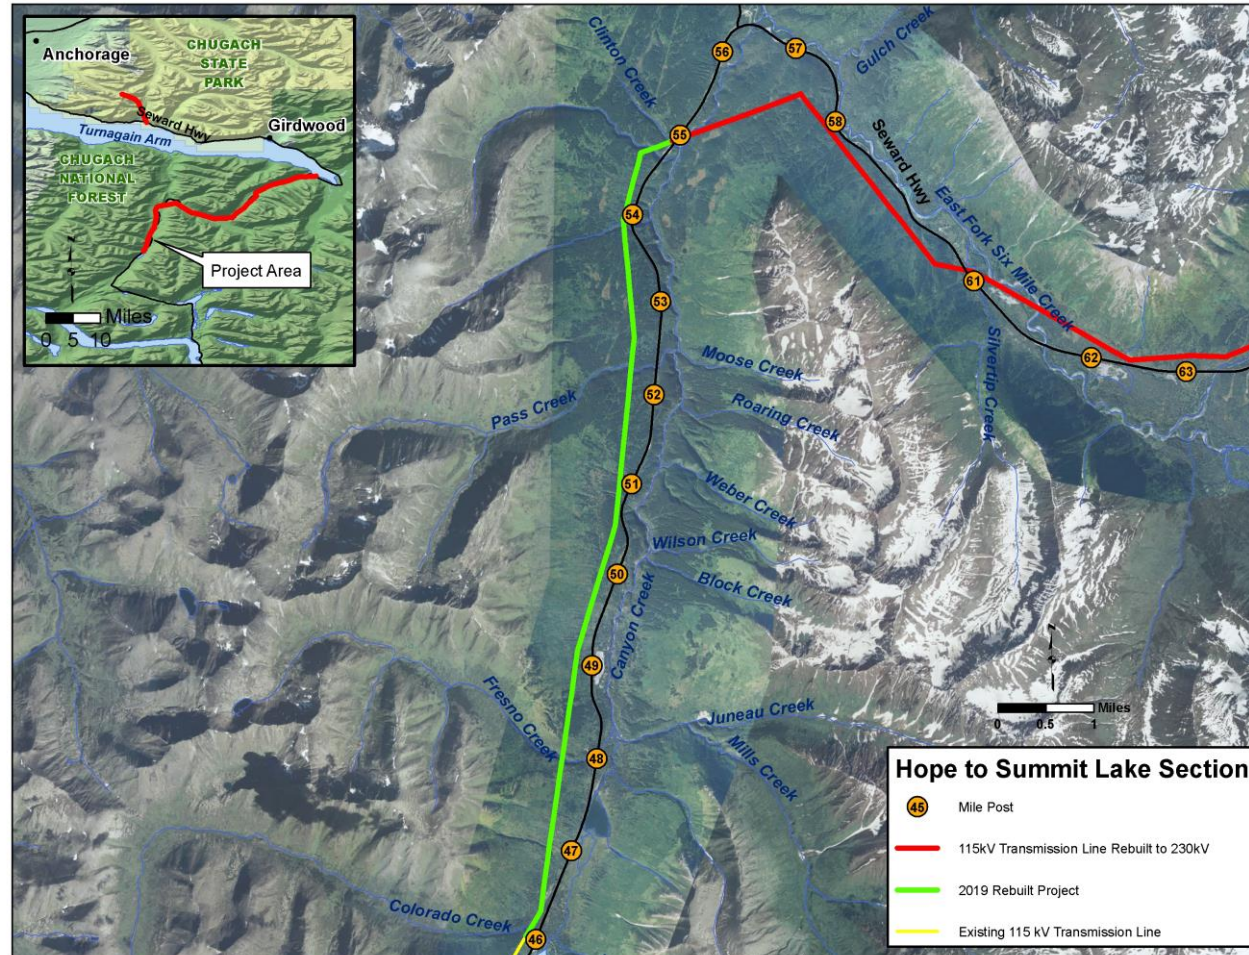 Anchorage
CHUGACH
STATE
PARK
Seward Hwy
Girdwood
Turnagain Arm
CHUGACH
NATIONAL
FOREST
N
Project Area
Miles
0 5 10
Clinton Creek
56
57
Gulch Creek
55
58
Seward Hwy
54
East Fork Six Mile Creek
53
61
Moose Creek
62
63
52
Pass Creek
Roaring Creek
Silvertip Creek
51
Weber Creek
Wilson Creek
50
Block Creek
Canyon Creek
49
N
Fresno Creek
Miles
0 0.5 1
Juneau Creek
48
Mills Creek
47
Colorado Creek
46
Hope to Summit Lake Section
45 Mile Post
115kV Transmission Line Rebuilt to 230kV
2019 Rebuilt Project
Existing 115 kV Transmission Line